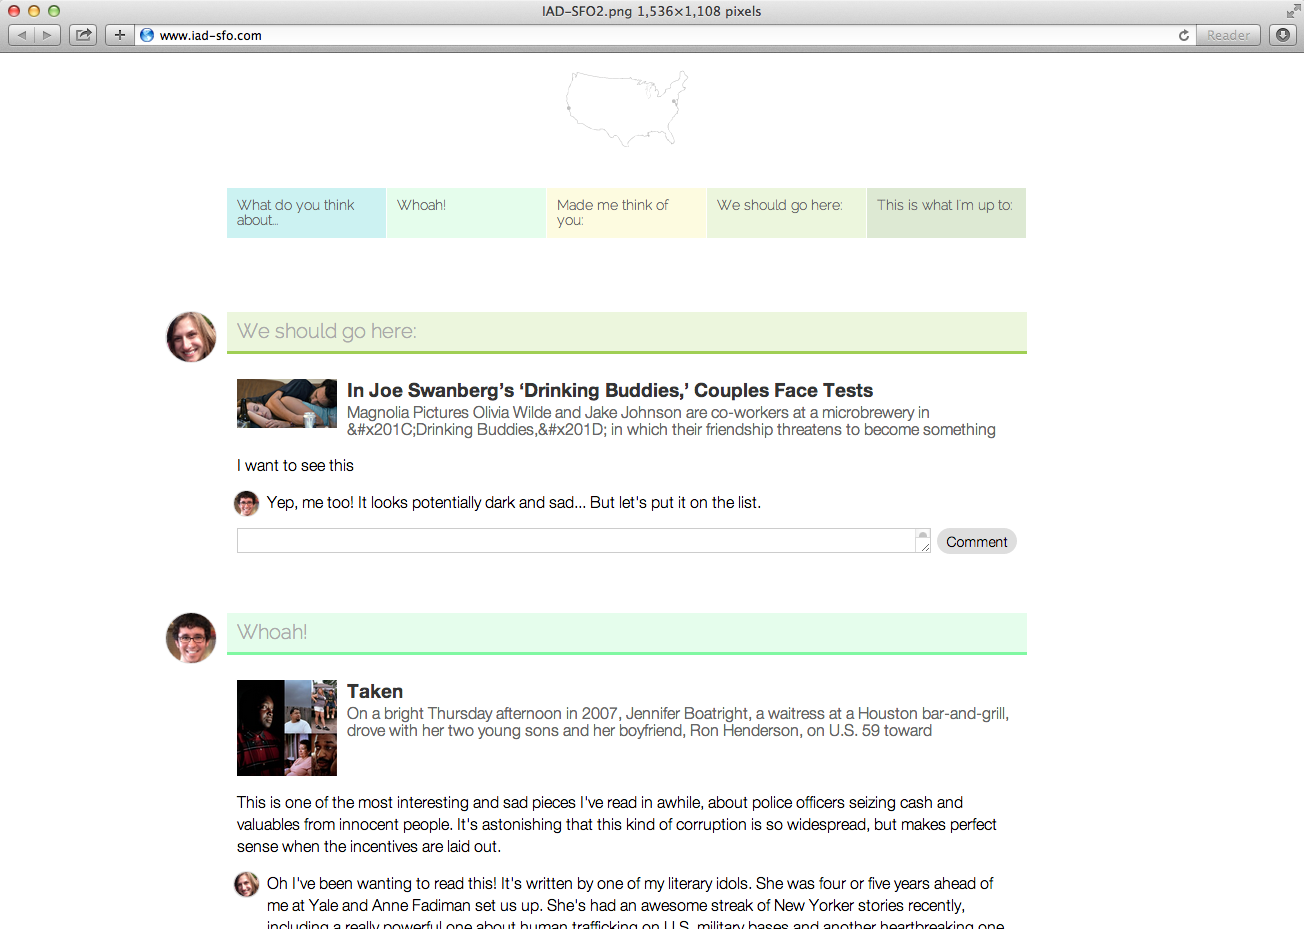 IAD-SFO2.png 1,536×1,108 pixels
www.iad-sfo.com
Reader
What do you think
about...
Whoah!
Made me think of
you:
We should go here:
This is what I'm up to:
We should go here:
In Joe Swanberg's ‘Drinking Buddies,’ Couples Face Tests
Magnolia Pictures Olivia Wilde and Jake Johnson are co-workers at a microbrewery in
&#x201C;Drinking Buddies,&#x201D; in which their friendship threatens to become something
I want to see this
Yep, me too! It looks potentially dark and sad... But let's put it on the list.
Comment
Whoah!
Taken
On a bright Thursday afternoon in 2007, Jennifer Boatright, a waitress at a Houston bar-and-grill,
drove with her two young sons and her boyfriend, Ron Henderson, on U.S. 59 toward
This is one of the most interesting and sad pieces I've read in awhile, about police officers seizing cash and
valuables from innocent people. It's astonishing that this kind of corruption is so widespread, but makes perfect
sense when the incentives are laid out.
Oh I've been wanting to read this! It's written by one of my literary idols. She was four or five years ahead of
me at Yale and Anne Fadiman set us up. She's had an awesome streak of New Yorker stories recently,
including a really powerful one about human trafficking on U.S. military bases and another heartbreaking one